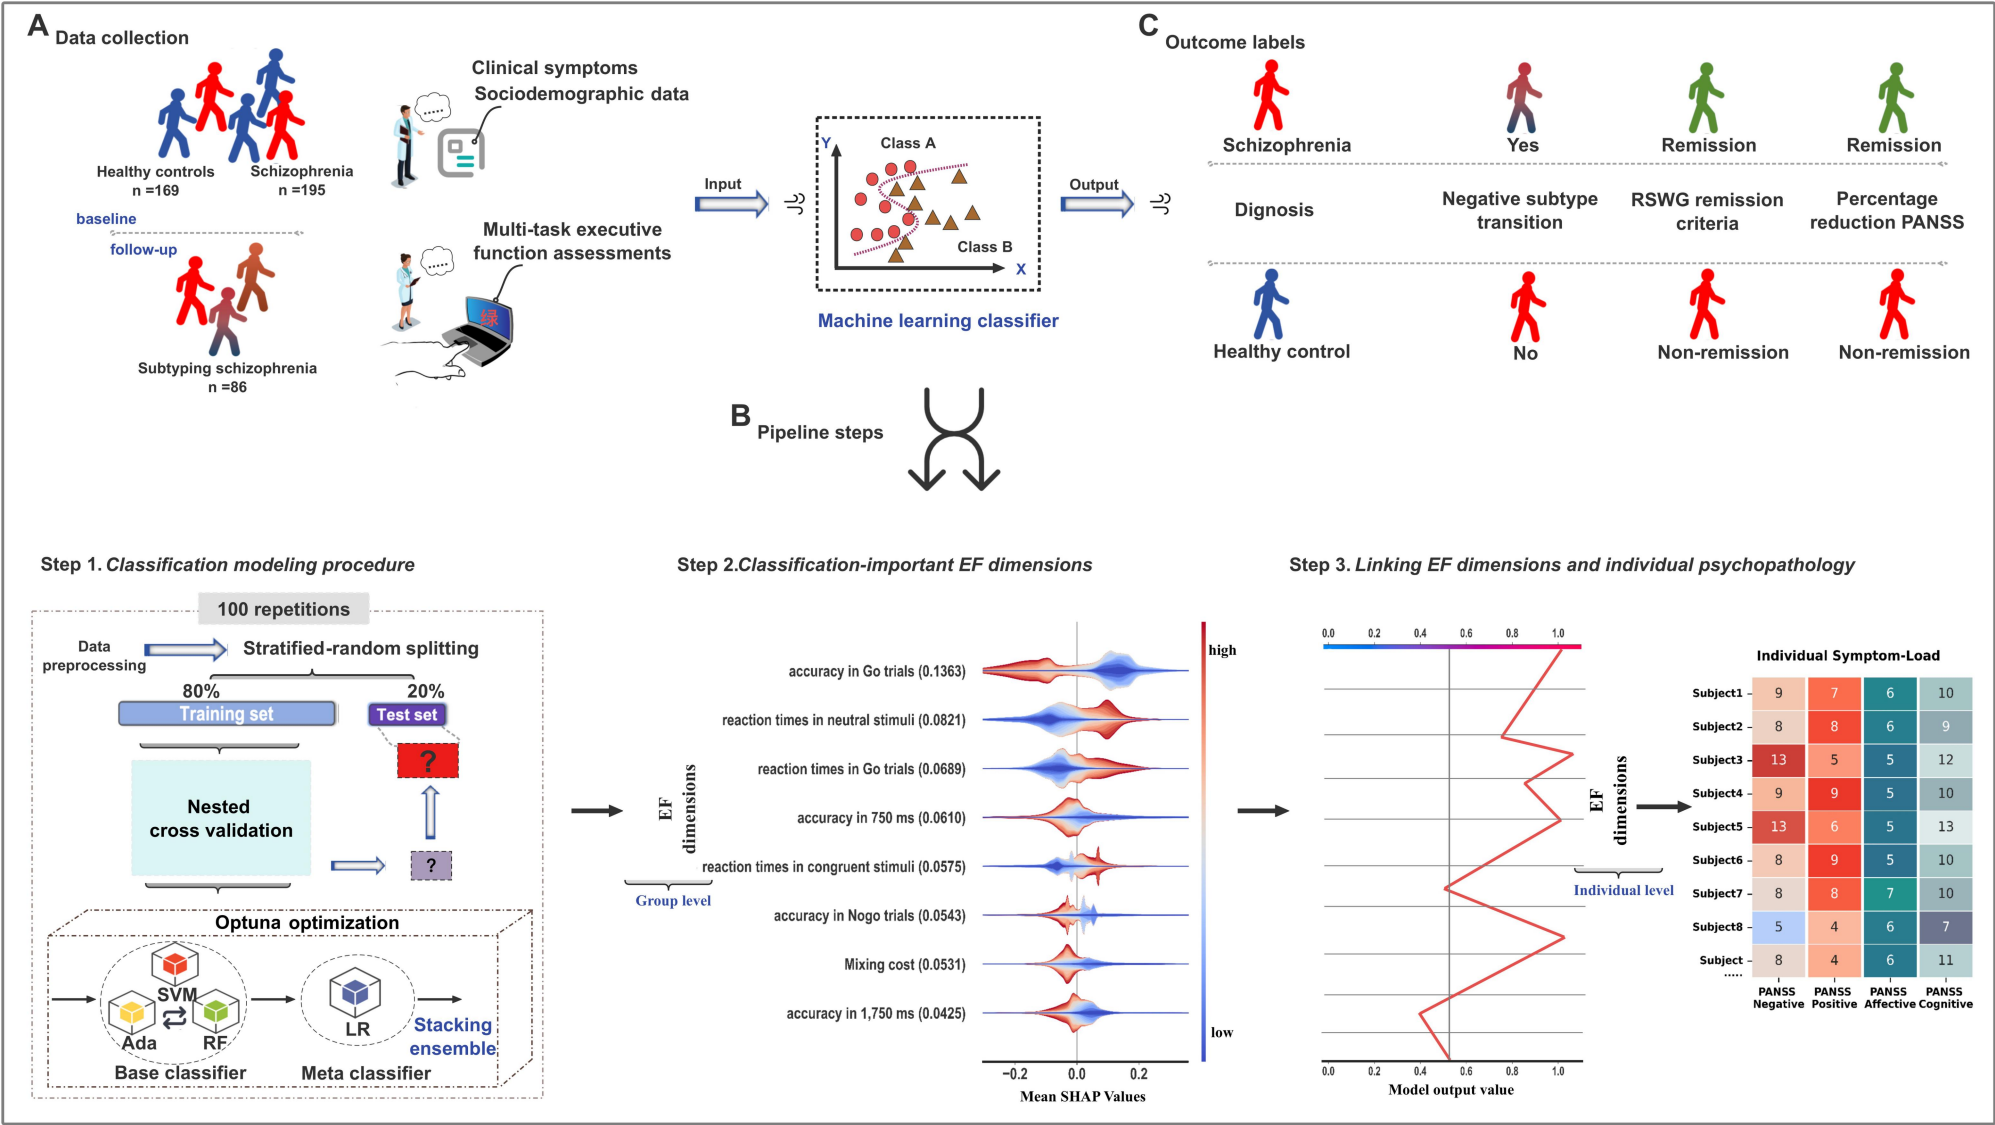 A
Data collection
Healthy controls
n =169
Schizophrenia
n =195
baseline
follow-up
Subtyping schizophrenia
n =86
Clinical symptoms
Sociodemographic data
Multi-task executive
function assessments
绿
Input
Y
Class A
Class B
X
Machine learning classifier
Output
C
Outcome labels
Schizophrenia
Yes
Remission
Remission
Dignosis
Negative subtype
transition
RSWG remission
criteria
Percentage
reduction PANSS
Healthy control
No
Non-remission
Non-remission
B
Pipeline steps
Step 1. Classification modeling procedure
100 repetitions
Data
preprocessing
Stratified-random splitting
80%
20%
Training set
Test set
?
Nested
cross validation
?
Optuna optimization
SVM
Ada
RF
Base classifier
LR
Meta classifier
Stacking
ensemble
Step 2.Classification-important EF dimensions
EF
dimensions
Group level
accuracy in Go trials (0.1363)
reaction times in neutral stimuli (0.0821)
reaction times in Go trials (0.0689)
accuracy in 750 ms (0.0610)
reaction times in congruent stimuli (0.0575)
accuracy in Nogo trials (0.0543)
Mixing cost (0.0531)
accuracy in 1,750 ms (0.0425)
−0.2 0.0 0.2
Mean SHAP Values
high
low
Step 3. Linking EF dimensions and individual psychopathology
0.0 0.2 0.4 0.6 0.8 1.0
0.0 0.2 0.4 0.6 0.8 1.0
Model output value
EF
dimensions
Individual level
Individual Symptom-Load
Subject1 9 7 6 10
Subject2 8 8 6 9
Subject3 13 5 5 12
Subject4 9 9 5 10
Subject5 13 6 5 13
Subject6 8 9 5 10
Subject7 8 8 7 10
Subject8 5 4 6 7
Subject 8 4 6 11
.....
PANSS PANSS PANSS PANSS
Negative Positive Affective Cognitive